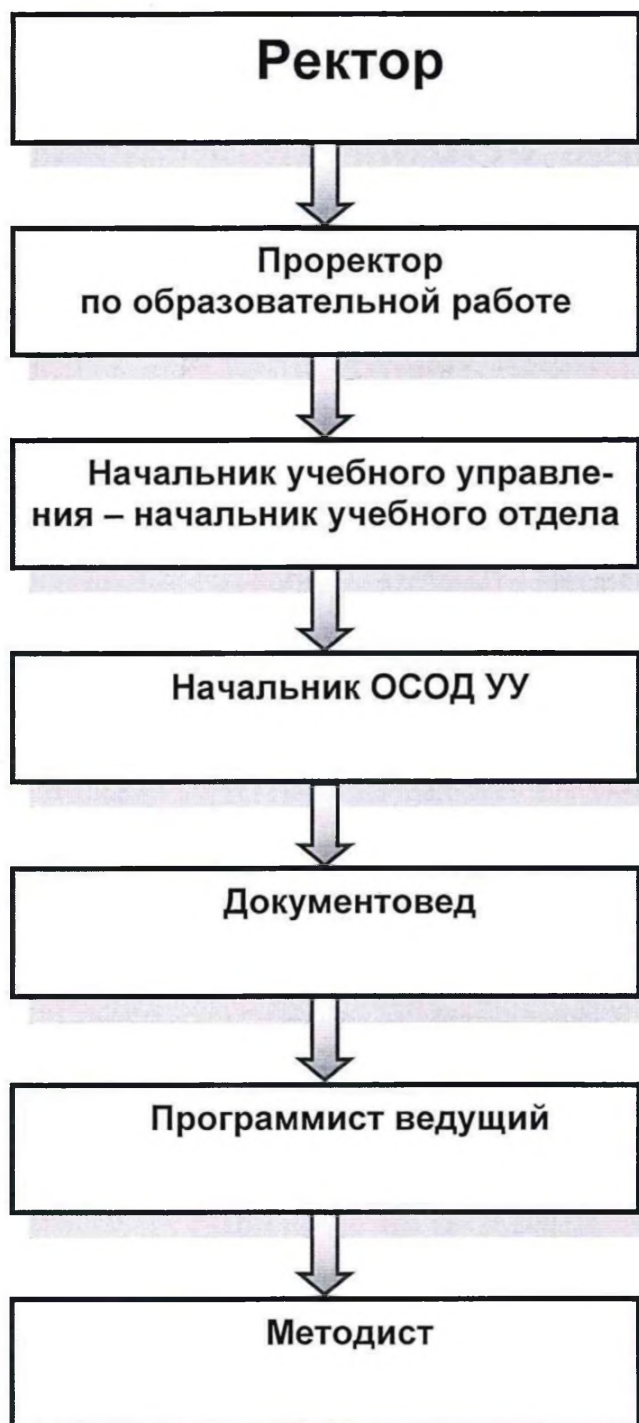 Ректор
Проректор
по образовательной работе
Начальник учебного управле-
ния – начальник учебного отдела
Начальник ОСОД УУ
Документовед
Программист ведущий
Методист